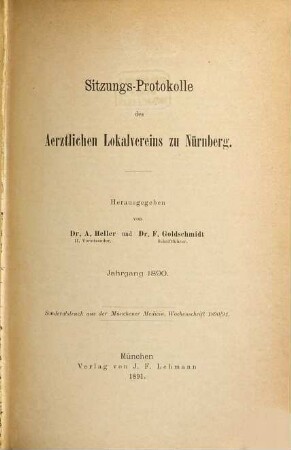 Sitzungs-Protokolle
des
Aerztlichen Lokalvereins zu Nürnberg.
Herausgegeben
von
Dr. A. Heller und Dr. F. Goldschmidt
II. Vorsitzender. Schriftführer.
Jahrgang 1890.
Sonderabdruck aus der Münchener Medicin. Wochenschrift 1890/91.
München
Verlag von J. F. Lehmann
1891.